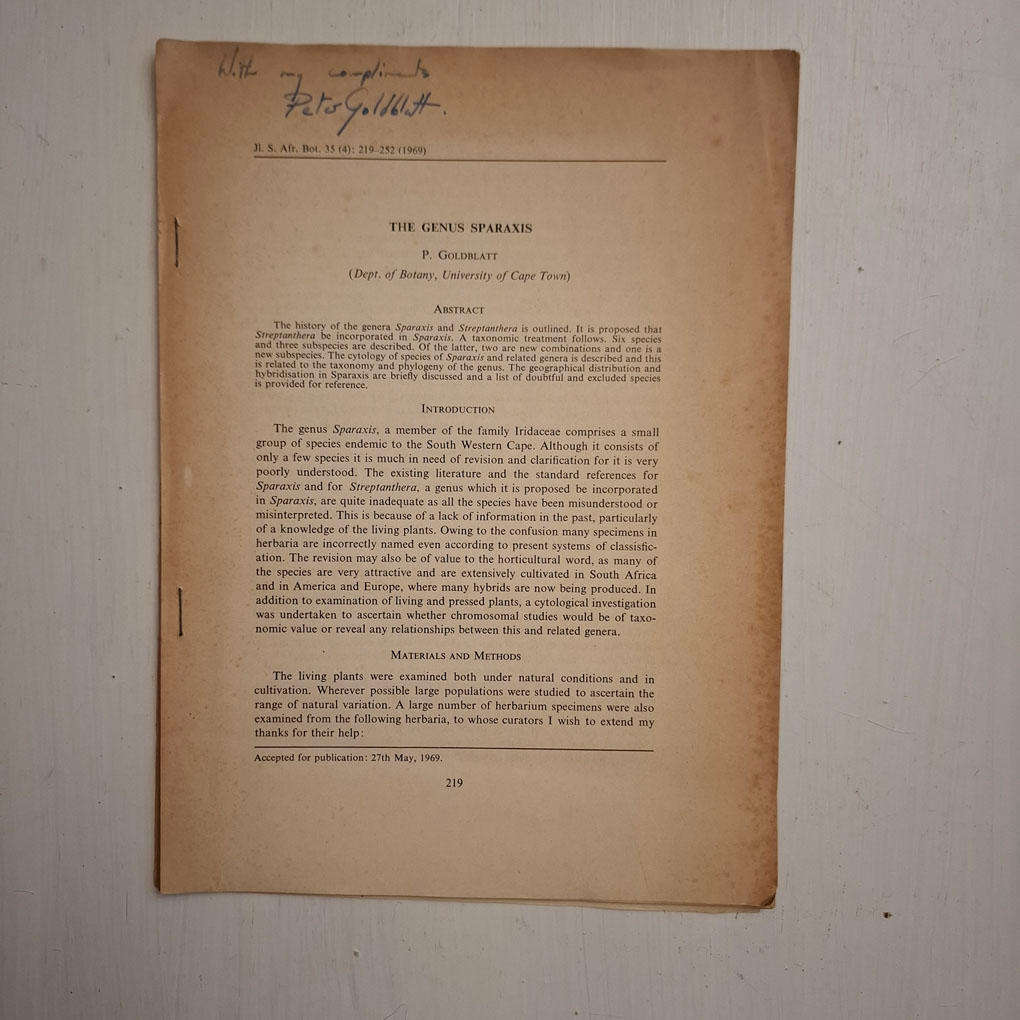 With my compliments
Peter Goldblatt.
Jl. S. Afr. Bot. 35 (4): 219–252 (1969)
THE GENUS SPARAXIS
P. Goldblatt
(Dept. of Botany, University of Cape Town)
Abstract
The history of the genera Sparaxis and Streptanthera is outlined. It is proposed that
Streptanthera be incorporated in Sparaxis. A taxonomic treatment follows. Six species
and three subspecies are described. Of the latter, two are new combinations and one is a
new subspecies. The cytology of species of Sparaxis and related genera is described and this
is related to the taxonomy and phylogeny of the genus. The geographical distribution and
hybridisation in Sparaxis are briefly discussed and a list of doubtful and excluded species
is provided for reference.
Introduction
The genus Sparaxis, a member of the family Iridaceae comprises a small
group of species endemic to the South Western Cape. Although it consists of
only a few species it is much in need of revision and clarification for it is very
poorly understood. The existing literature and the standard references for
Sparaxis and for Streptanthera, a genus which it is proposed be incorporated
in Sparaxis, are quite inadequate as all the species have been misunderstood or
misinterpreted. This is because of a lack of information in the past, particularly
of a knowledge of the living plants. Owing to the confusion many specimens in
herbaria are incorrectly named even according to present systems of classisfic-
ation. The revision may also be of value to the horticultural word, as many of
the species are very attractive and are extensively cultivated in South Africa
and in America and Europe, where many hybrids are now being produced. In
addition to examination of living and pressed plants, a cytological investigation
was undertaken to ascertain whether chromosomal studies would be of taxo-
nomic value or reveal any relationships between this and related genera.
Materials and Methods
The living plants were examined both under natural conditions and in
cultivation. Wherever possible large populations were studied to ascertain the
range of natural variation. A large number of herbarium specimens were also
examined from the following herbaria, to whose curators I wish to extend my
thanks for their help:
Accepted for publication: 27th May, 1969.
219